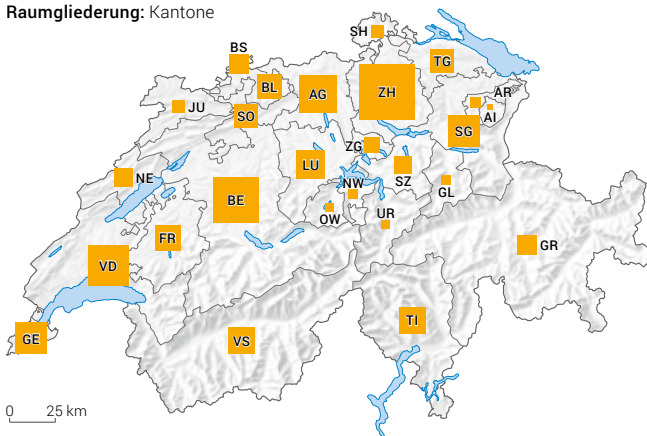 Raumgliederung: Kantone
SH
BS
TG
BL
AG
ZH
AR
JU
SO
AI
SG
ZG
LU
SZ
NE
NW
GL
BE
OW
UR
FR
GR
VD
TI
GE
VS
0 25 km